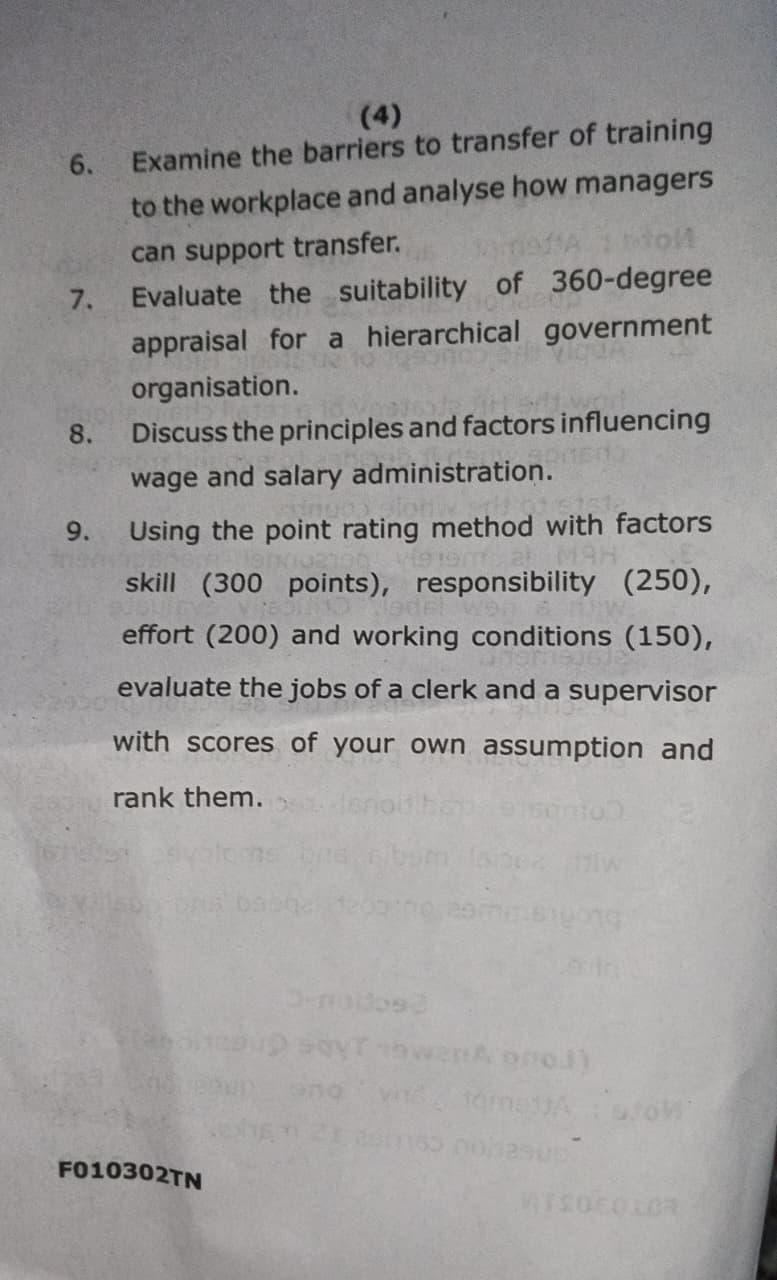 (4)
6. Examine the barriers to transfer of training
to the workplace and analyse how managers
can support transfer.
7. Evaluate the suitability of 360-degree
appraisal for a hierarchical government
organisation.
8. Discuss the principles and factors influencing
wage and salary administration.
9. Using the point rating method with factors
skill (300 points), responsibility (250),
effort (200) and working conditions (150),
evaluate the jobs of a clerk and a supervisor
with scores of your own assumption and
rank them.
F010302TN